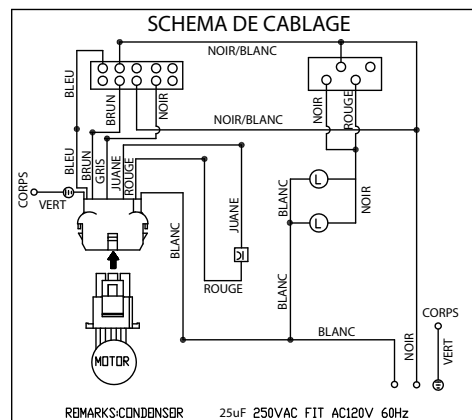 SCHEMA DE CABLAGE
NOIR/BLANC
BLEU
BRUN
NOIR
NOIR
ROUGE
NOIR/BLANC
BLEU
BRUN
GRIS
JUANE
ROUGE
CORPS
VERT
BLANC
JUANE
ROUGE
BLANC
L
L
NOIR
BLANC
BLANC
NOIR
CORPS
VERT
MOTOR
REMARKS:CONDENSER 25uF 250VAC FIT AC120V 60Hz